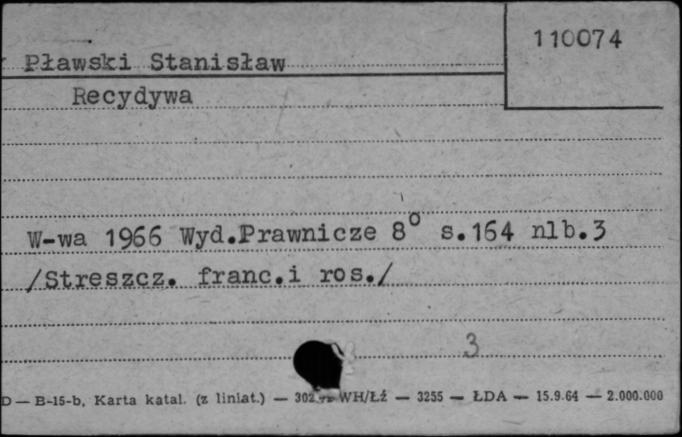 110074
Pławski Stanisław
Recydywa
W-wa 1966 Wyd.Prawnicze 8° s.164 nlb.3
/Streszcz. franc.i ros./
3
D — B-15-b, Karta katal. (z liniat.) — WH/Łź — 3255 — ŁDA — 15.9.64 — 2.000.000